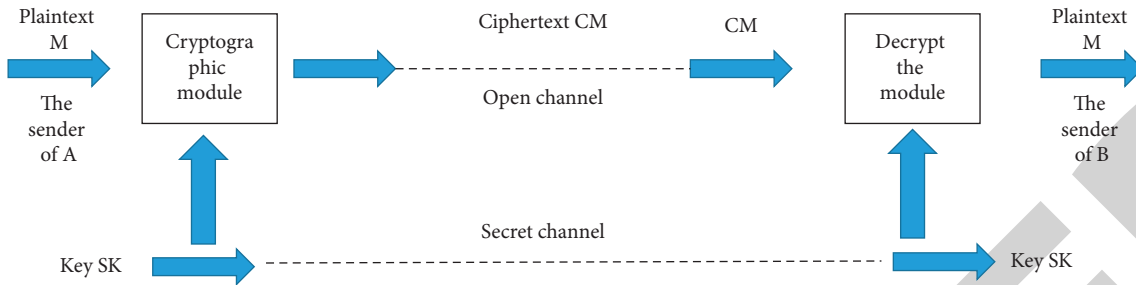 Plaintext
M
The
sender
of A
Cryptogra
phic
module
Ciphertext CM
Open channel
CM
Decrypt
the
module
Plaintext
M
The
sender
of B
Key SK
Secret channel
Key SK